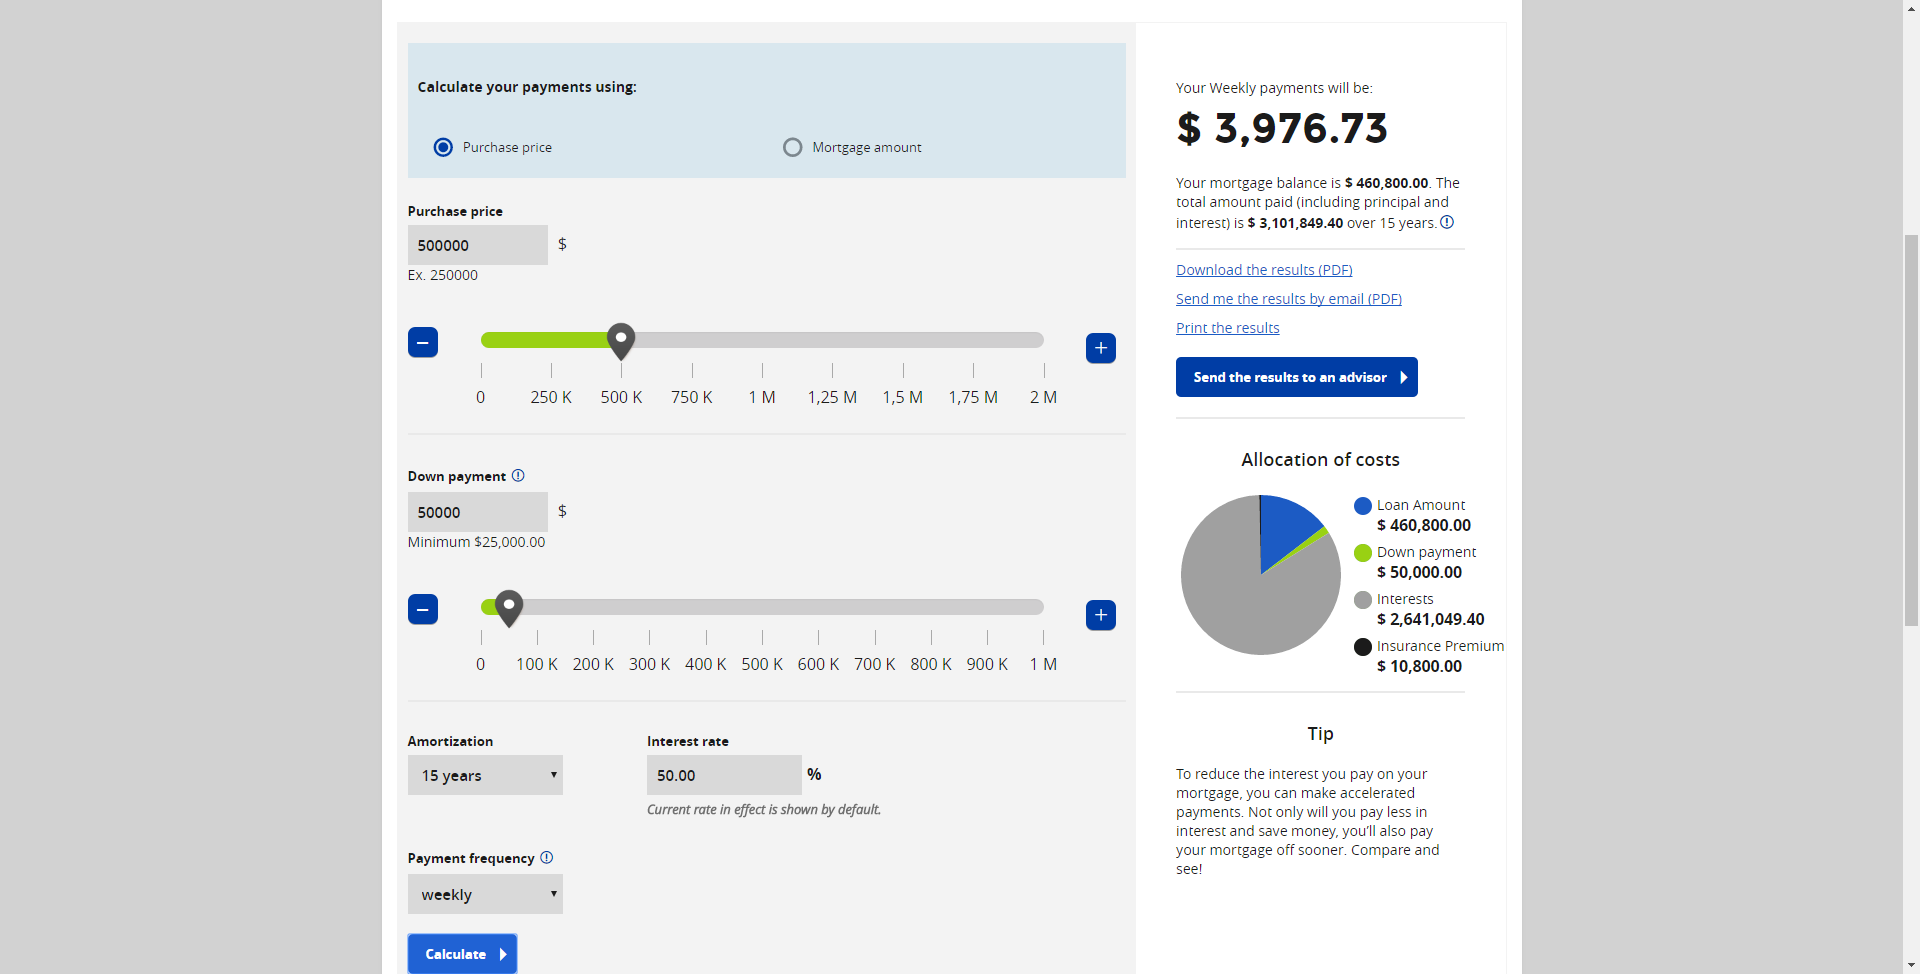 Calculate your payments using:
Purchase price
Mortgage amount
Purchase price
500000 $
Ex. 250000
0 250 K 500 K 750 K 1 M 1,25 M 1,5 M 1,75 M 2 M
Down payment
50000 $
Minimum $25,000.00
0 100 K 200 K 300 K 400 K 500 K 600 K 700 K 800 K 900 K 1 M
Amortization
15 years
Interest rate
50.00 %
Current rate in effect is shown by default.
Payment frequency
weekly
Calculate
Your Weekly payments will be:
$ 3,976.73
Your mortgage balance is $ 460,800.00. The
total amount paid (including principal and
interest) is $ 3,101,849.40 over 15 years.
Download the results (PDF)
Send me the results by email (PDF)
Print the results
Send the results to an advisor
Allocation of costs
Loan Amount
$ 460,800.00
Down payment
$ 50,000.00
Interests
$ 2,641,049.40
Insurance Premium
$ 10,800.00
Tip
To reduce the interest you pay on your
mortgage, you can make accelerated
payments. Not only will you pay less in
interest and save money, you’ll also pay
your mortgage off sooner. Compare and
see!